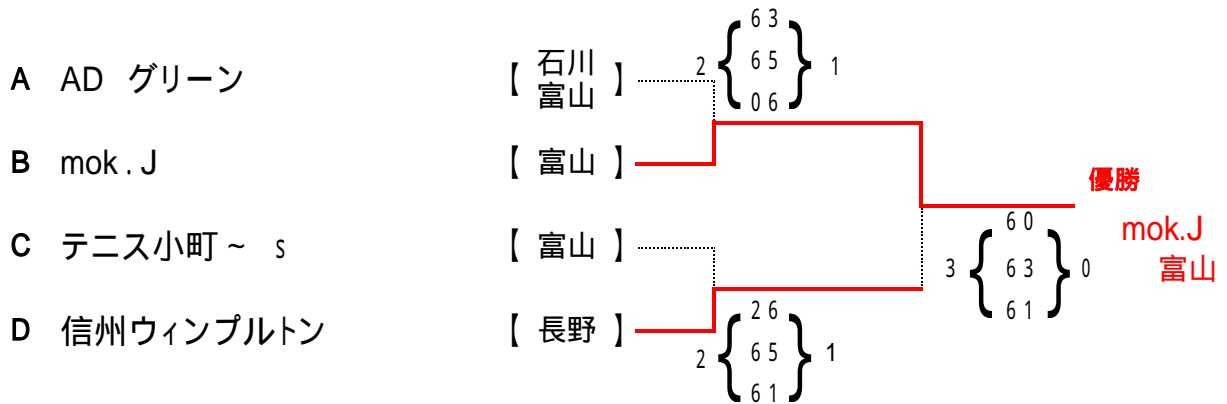 6 3
A AD グリーン 【 石川 富山 】 2 { 6 5 } 1
0 6
B mok . J 【 富山 】
優勝
mok.J
富山
C テニス小町 ~ s 【 富山 】
6 0
3 { 6 3 } 0
6 1
D 信州ウィンプルトン 【 長野 】
2 6
2 { 6 5 } 1
6 1